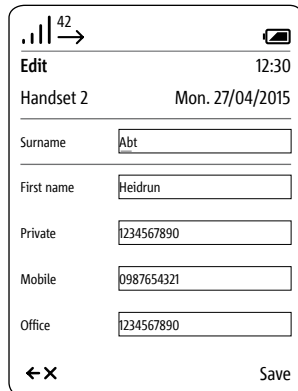 42
Edit 12:30
Handset 2 Mon. 27/04/2015
Surname Abt
First name Heidrun
Private 1234567890
Mobile 0987654321
Office 1234567890
Save